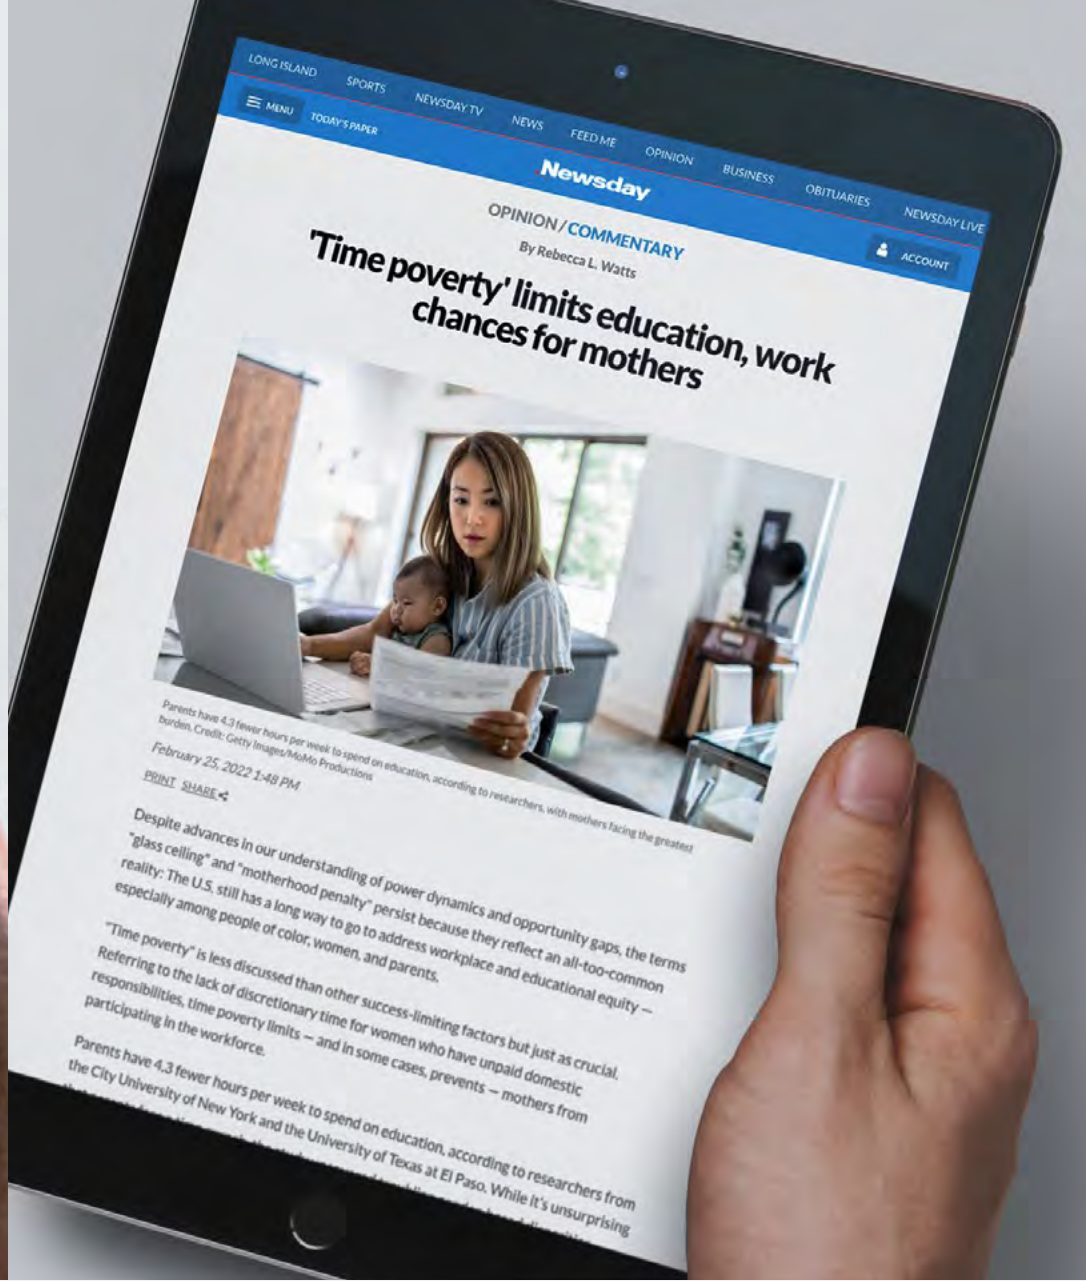 LONG ISLAND SPORTS NEWSDAY TV NEWS FEED ME OPINION BUSINESS OBITUARIES NEWSDAY LIVE
MENU TODAY'S PAPER
Newsday
ACCOUNT
OPINION / COMMENTARY
By Rebecca L. Watts
'Time poverty' limits education, work
chances for mothers
Parents have 4.3 fewer hours per week to spend on education, according to researchers, with mothers facing the greatest
burden. Credit: Getty Images/MoMo Productions
February 25, 2022 1:48 PM
PRINT SHARE
Despite advances in our understanding of power dynamics and opportunity gaps, the terms
"glass ceiling" and "motherhood penalty" persist because they reflect an all-too-common
reality: The U.S. still has a long way to go to address workplace and educational equity —
especially among people of color, women, and parents.
"Time poverty" is less discussed than other success-limiting factors but just as crucial.
Referring to the lack of discretionary time for women who have unpaid domestic
responsibilities, time poverty limits — and in some cases, prevents — mothers from
participating in the workforce.
Parents have 4.3 fewer hours per week to spend on education, according to researchers from
the City University of New York and the University of Texas at El Paso. While it's unsurprising